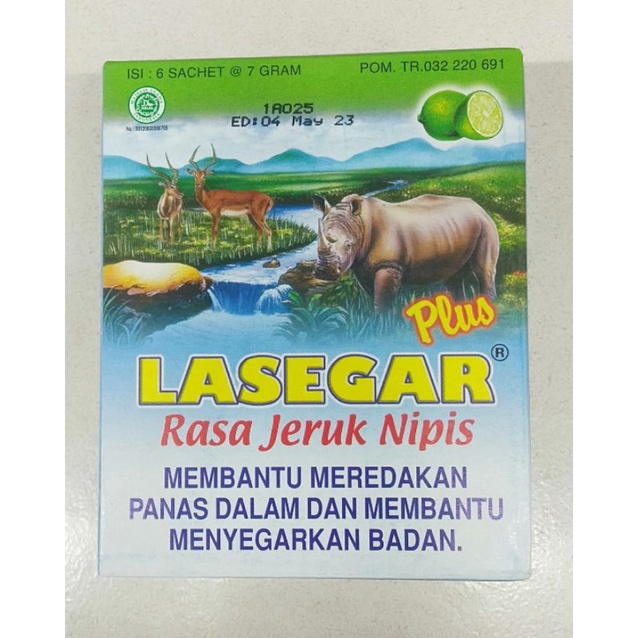 ISI : 6 SACHET @ 7 GRAM
POM. TR.032 220 691
1A025
ED:04 May 23
Plus
LASEGAR®
Rasa Jeruk Nipis
MEMBANTU MEREDAKAN
PANAS DALAM DAN MEMBANTU
MENYEGARKAN BADAN.